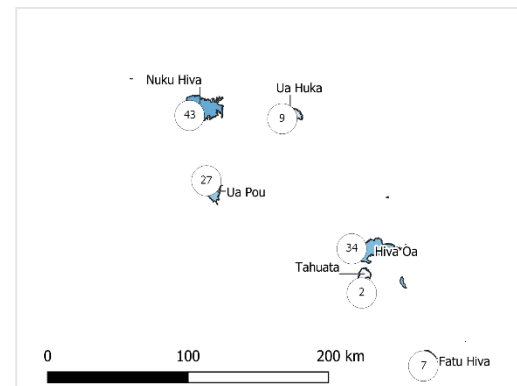 Nuku Hiva
Ua Huka
43
9
27
Ua Pou
34
Hiva Oa
Tahuata
2
0 100 200 km
7
Fatu Hiva